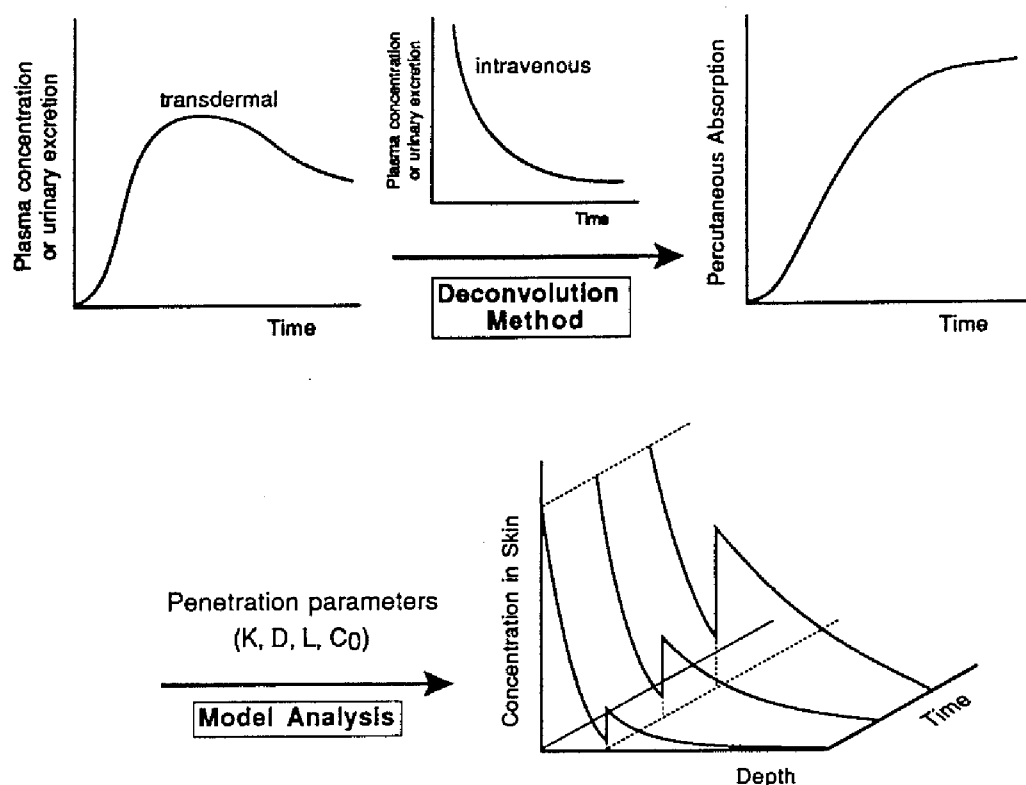 Plasma concentration
or urinary excretion
transdermal
Time
Plasma concentration
or urinary excretion
intravenous
Time
Deconvolution
Method
Percutaneous Absorption
Time
Penetration parameters
(K, D, L, C0)
Model Analysis
Concentration in Skin
Time
Depth